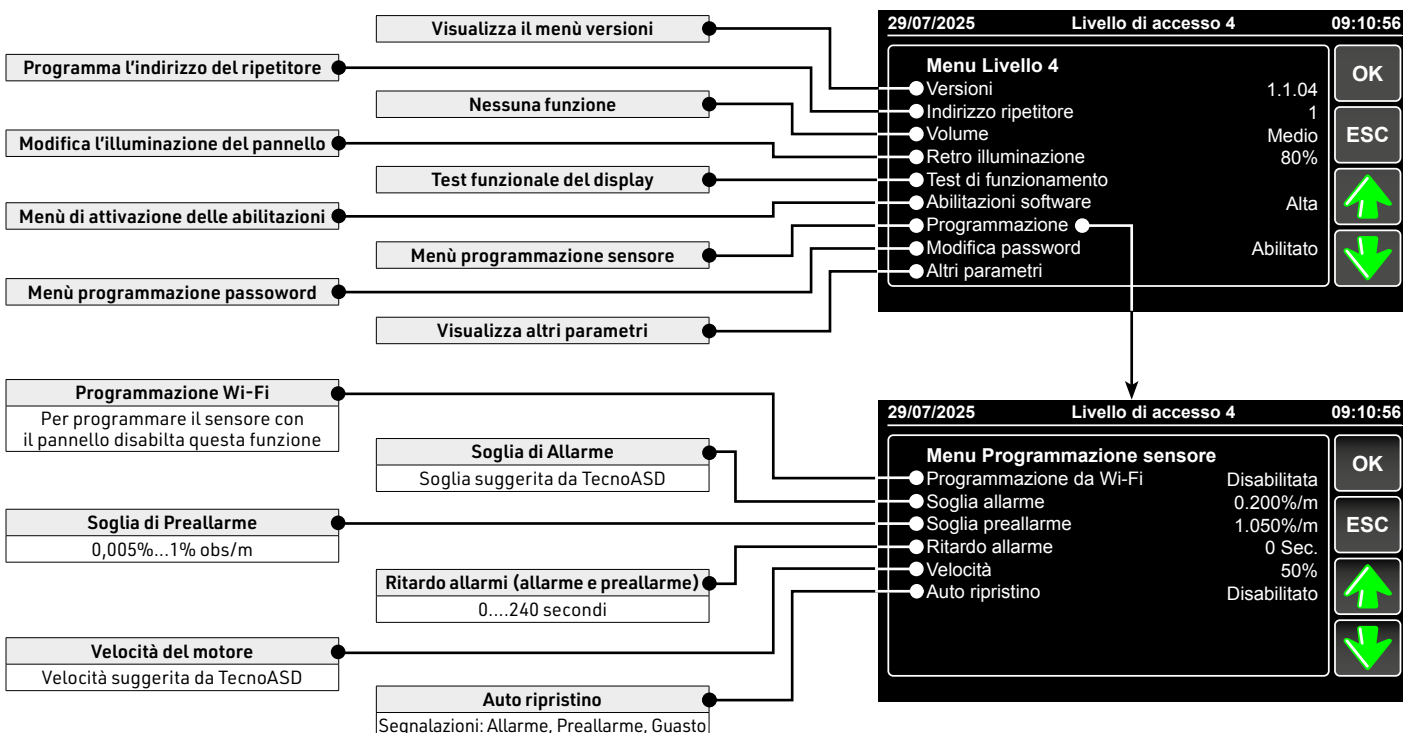 Visualizza il menù versioni
Programma l'indirizzo del ripetitore
Nessuna funzione
Modifica l'illuminazione del pannello
Test funzionale del display
Menù di attivazione delle abilitazioni
Menù programmazione sensore
Menù programmazione passoword
Visualizza altri parametri
29/07/2025 Livello di accesso 4 09:10:56
Menu Livello 4
Versioni 1.1.04
Indirizzo ripetitore 1
Volume Medio
Retro illuminazione 80%
Test di funzionamento
Abilitazioni software Alta
Programmazione
Modifica password Abilitato
Altri parametri
OK
ESC
Programmazione Wi-Fi
Per programmare il sensore con
il pannello disabilta questa funzione
Soglia di Allarme
Soglia suggerita da TecnoASD
Soglia di Preallarme
0,005%...1% obs/m
Ritardo allarmi (allarme e preallarme)
0....240 secondi
Velocità del motore
Velocità suggerita da TecnoASD
Auto ripristino
Segnalazioni: Allarme, Preallarme, Guasto
29/07/2025 Livello di accesso 4 09:10:56
Menu Programmazione sensore
Programmazione da Wi-Fi Disabilitata
Soglia allarme 0.200%/m
Soglia preallarme 1.050%/m
Ritardo allarme 0 Sec.
Velocità 50%
Auto ripristino Disabilitato
OK
ESC